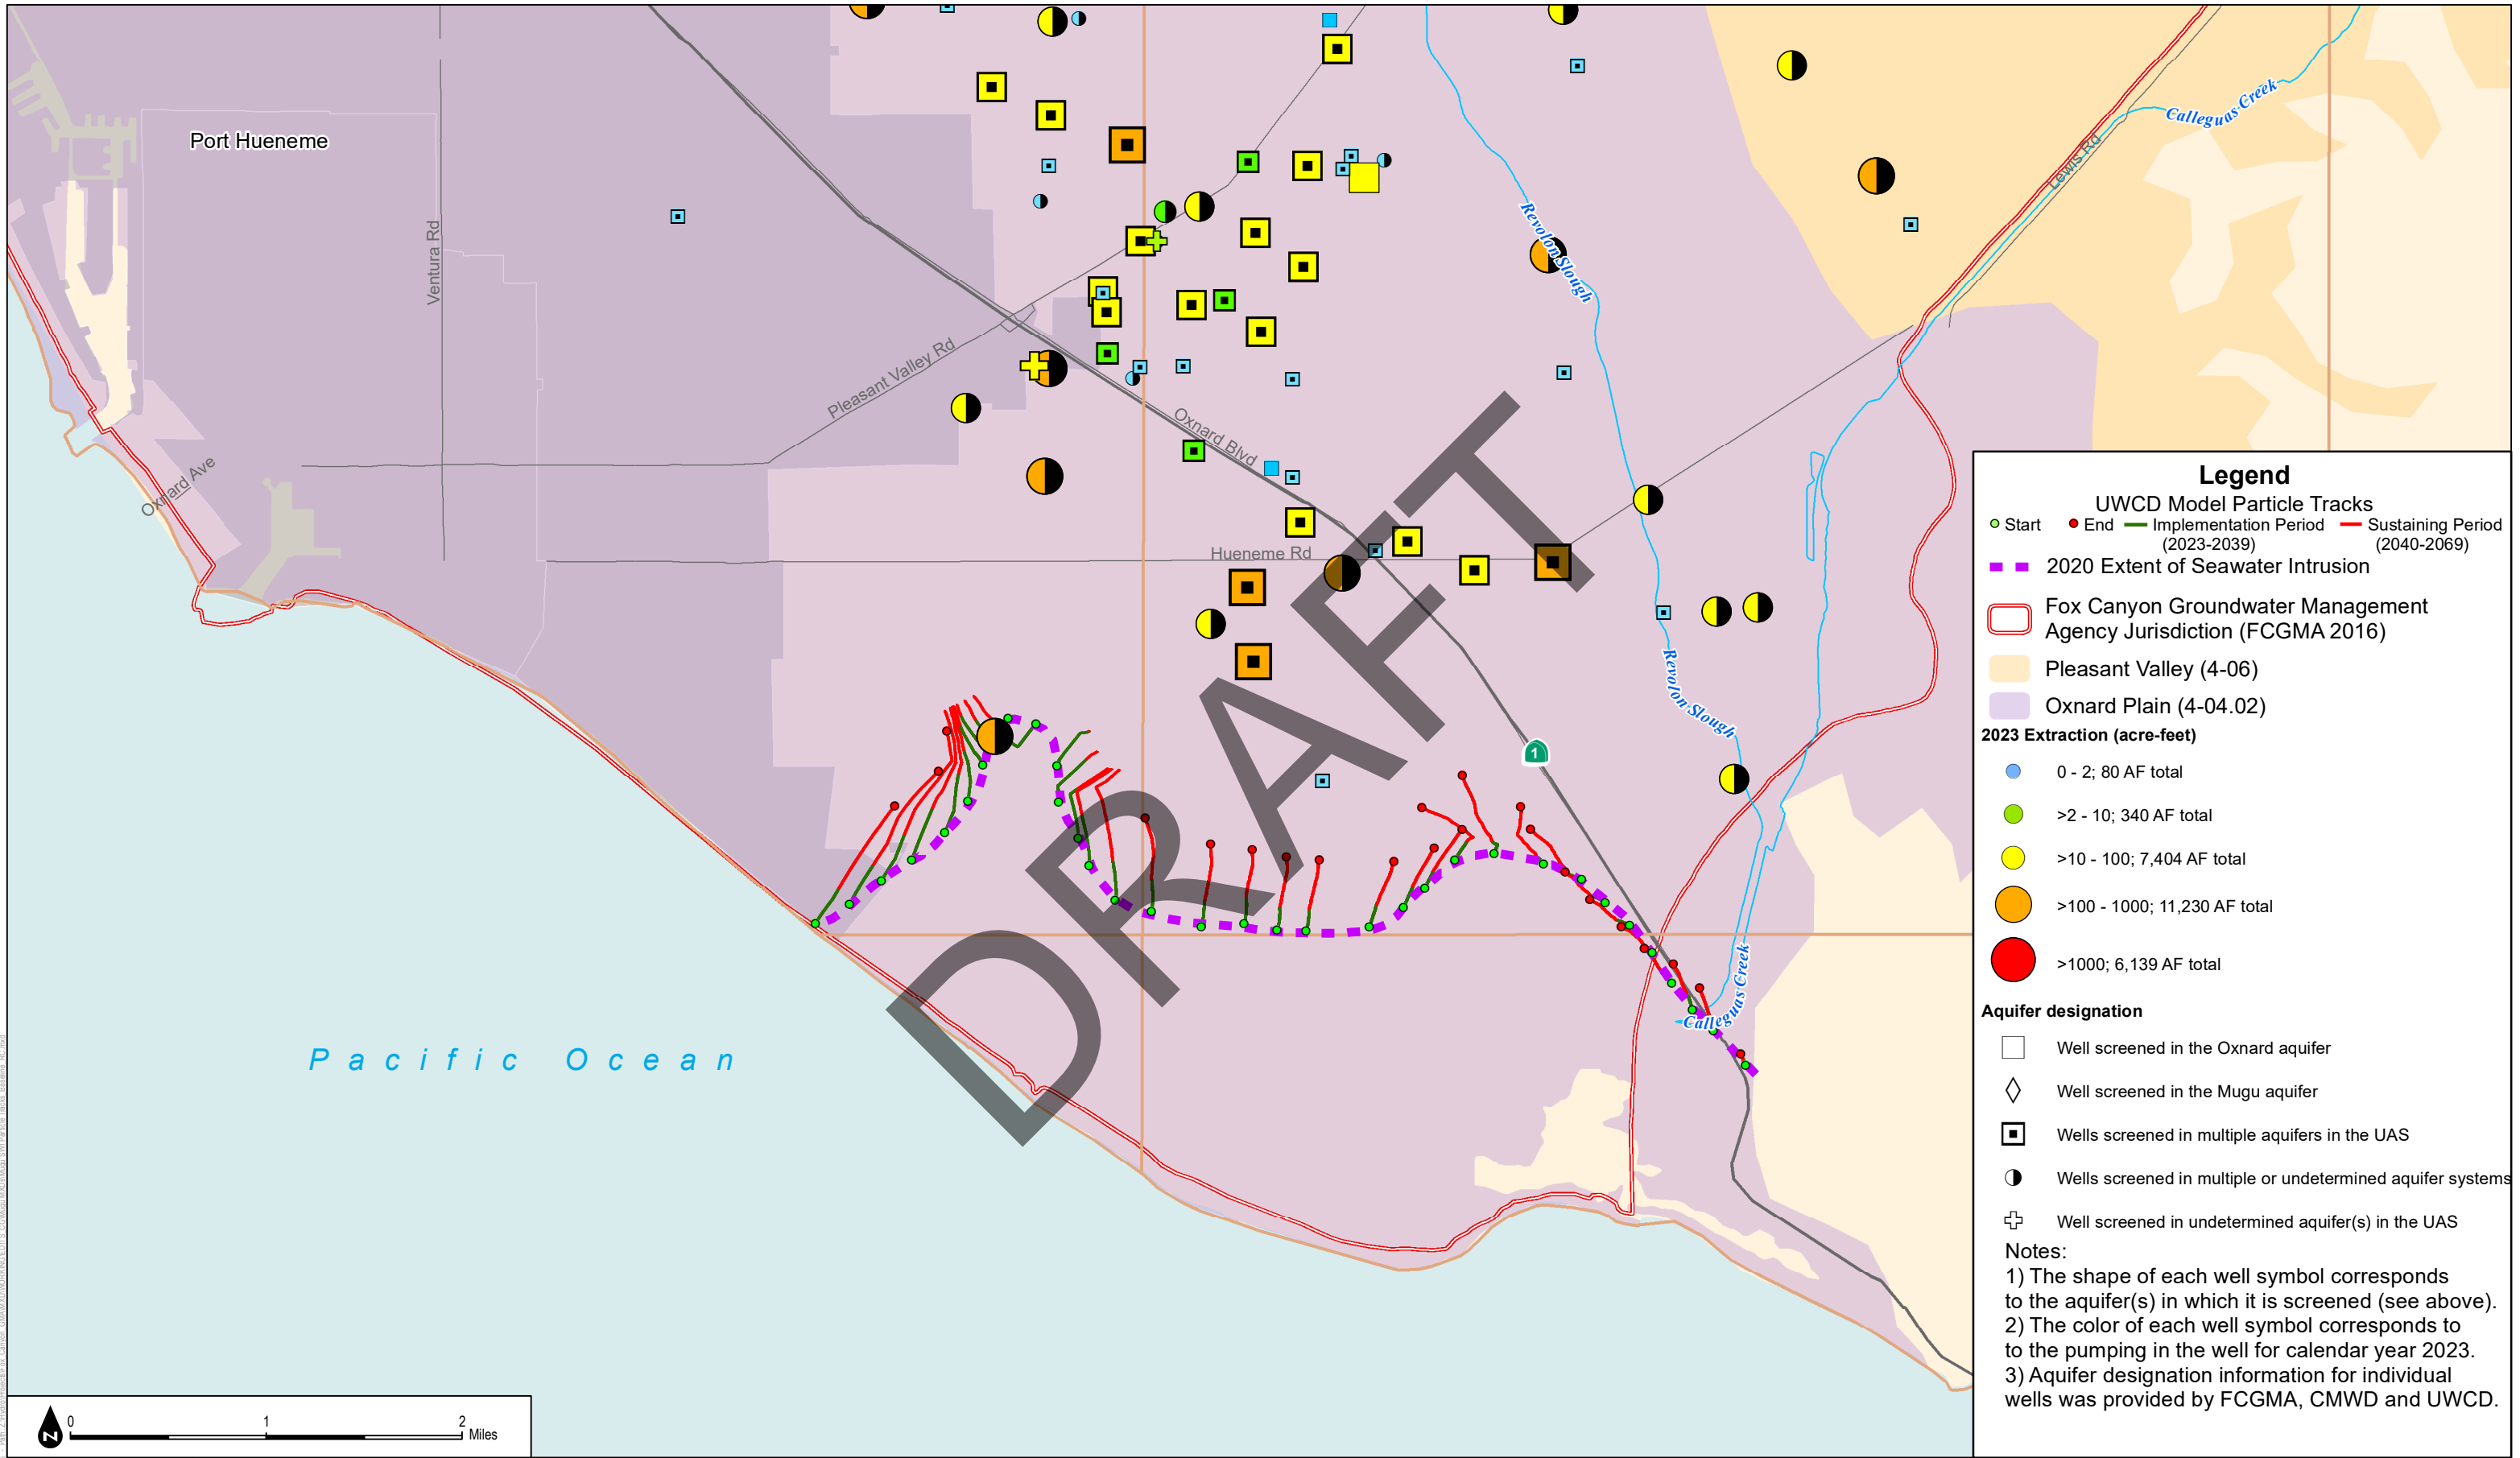 Port Hueneme
Ventura Rd
Oxnard Ave
Pleasant Valley Rd
Oxnard Blvd
Hueneme Rd
Lewis Rd
Calleguas Creek
Revolon Slough
Revolon Slough
Calleguas Creek
1
Pacific Ocean
DRAFT
N
0 1 2
Miles
Legend
UWCD Model Particle Tracks
Start End Implementation Period Sustaining Period
(2023-2039) (2040-2069)
2020 Extent of Seawater Intrusion
Fox Canyon Groundwater Management
Agency Jurisdiction (FCGMA 2016)
Pleasant Valley (4-06)
Oxnard Plain (4-04.02)
2023 Extraction (acre-feet)
0 - 2; 80 AF total
>2 - 10; 340 AF total
>10 - 100; 7,404 AF total
>100 - 1000; 11,230 AF total
>1000; 6,139 AF total
Aquifer designation
Well screened in the Oxnard aquifer
Well screened in the Mugu aquifer
Wells screened in multiple aquifers in the UAS
Wells screened in multiple or undetermined aquifer systems
Well screened in undetermined aquifer(s) in the UAS
Notes:
1) The shape of each well symbol corresponds
to the aquifer(s) in which it is screened (see above).
2) The color of each well symbol corresponds to
to the pumping in the well for calendar year 2023.
3) Aquifer designation information for individual
wells was provided by FCGMA, CMWD and UWCD.